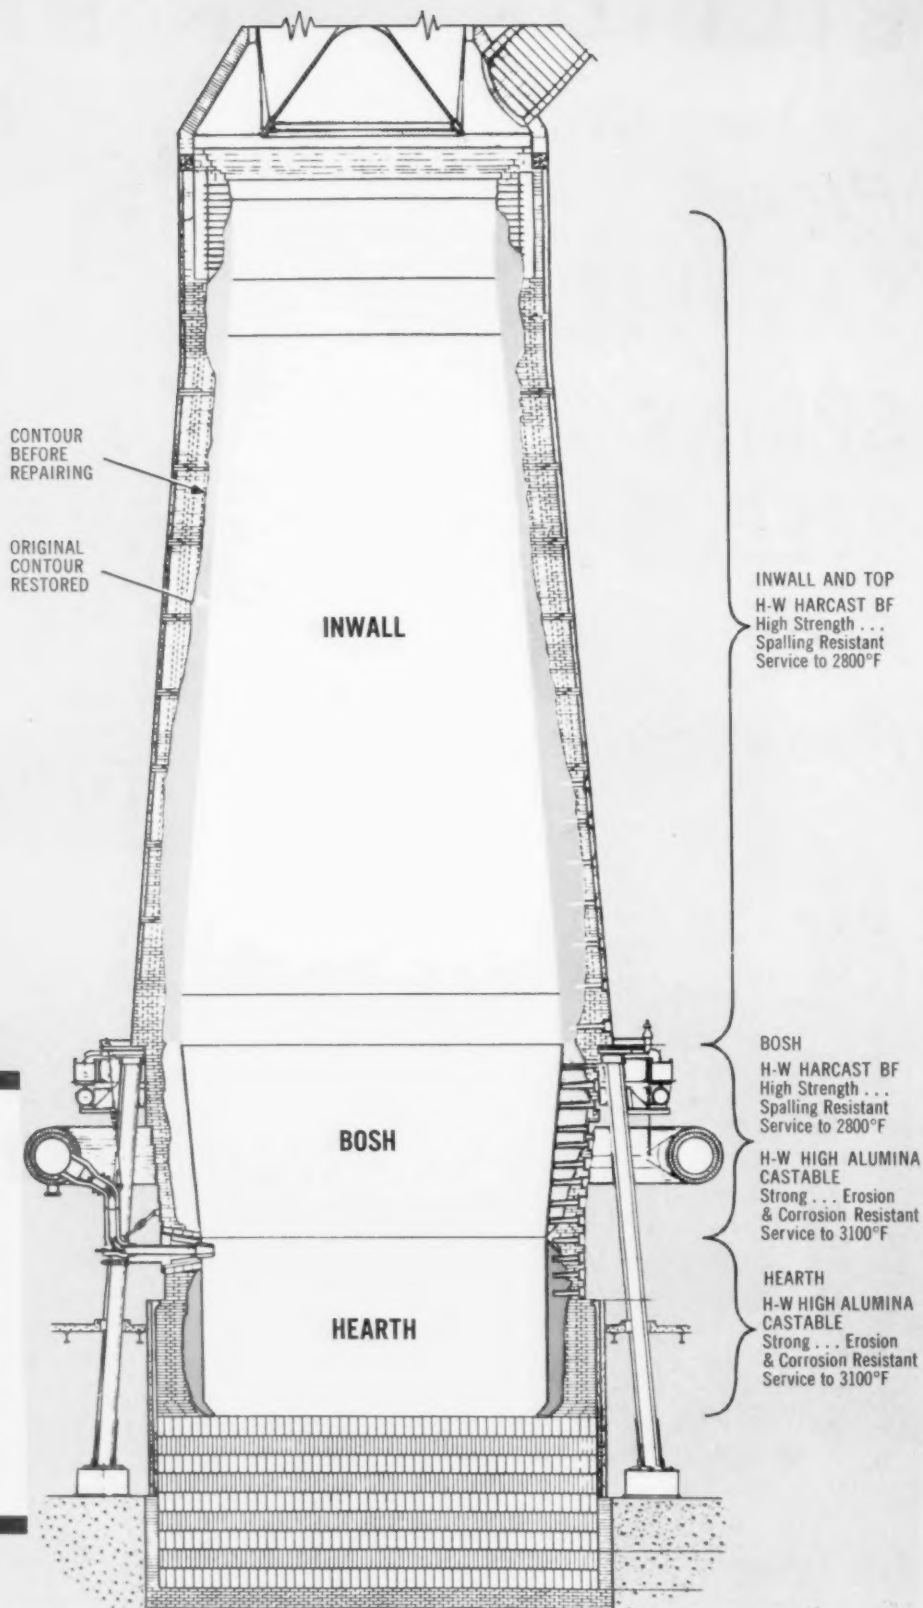 CONTOUR
BEFORE
REPAIRING
ORIGINAL
CONTOUR
RESTORED
INWALL
INWALL AND TOP
H-W HARCAST BF
High Strength . . .
Spalling Resistant
Service to 2800°F
BOSH
BOSH
H-W HARCAST BF
High Strength . . .
Spalling Resistant
Service to 2800°F
H-W HIGH ALUMINA
CASTABLE
Strong . . . Erosion
& Corrosion Resistant
Service to 3100°F
HEARTH
HEARTH
H-W HIGH ALUMINA
CASTABLE
Strong . . . Erosion
& Corrosion Resistant
Service to 3100°F